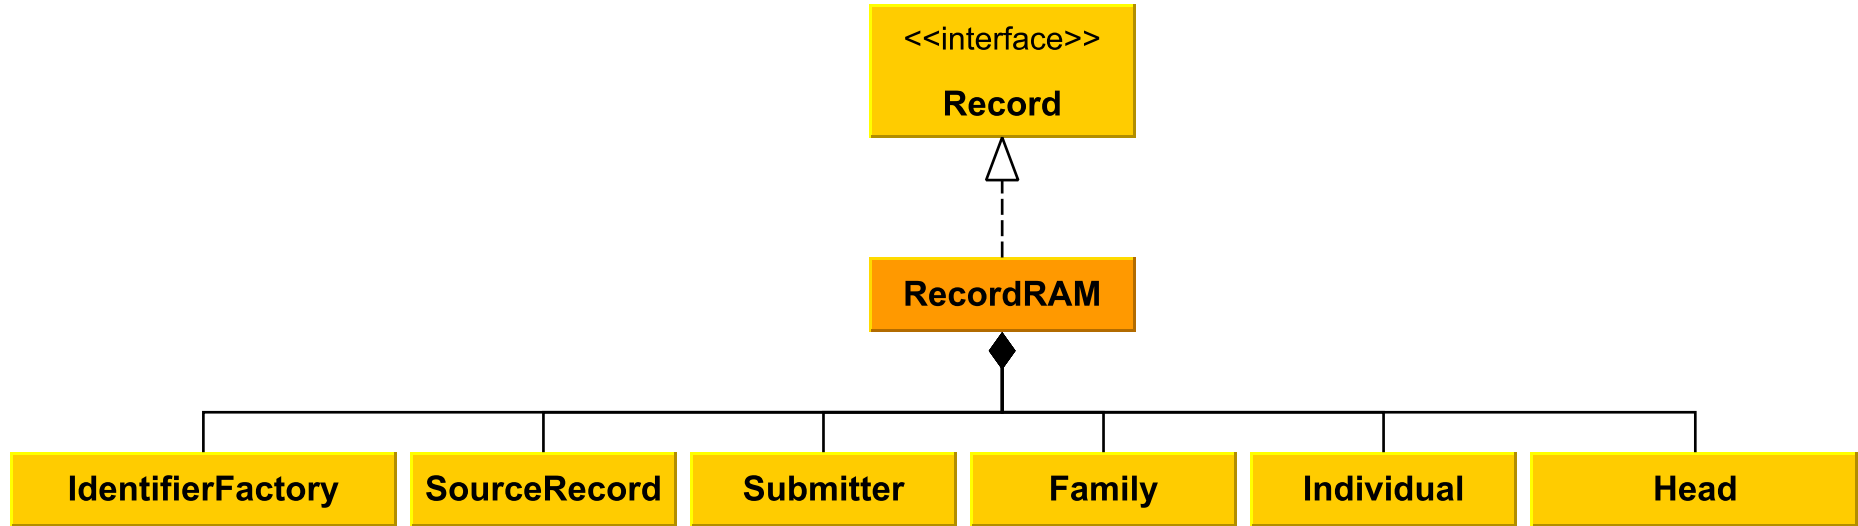 <<interface>>
Record
RecordRAM
IdentifierFactory
SourceRecord
Submitter
Family
Individual
Head